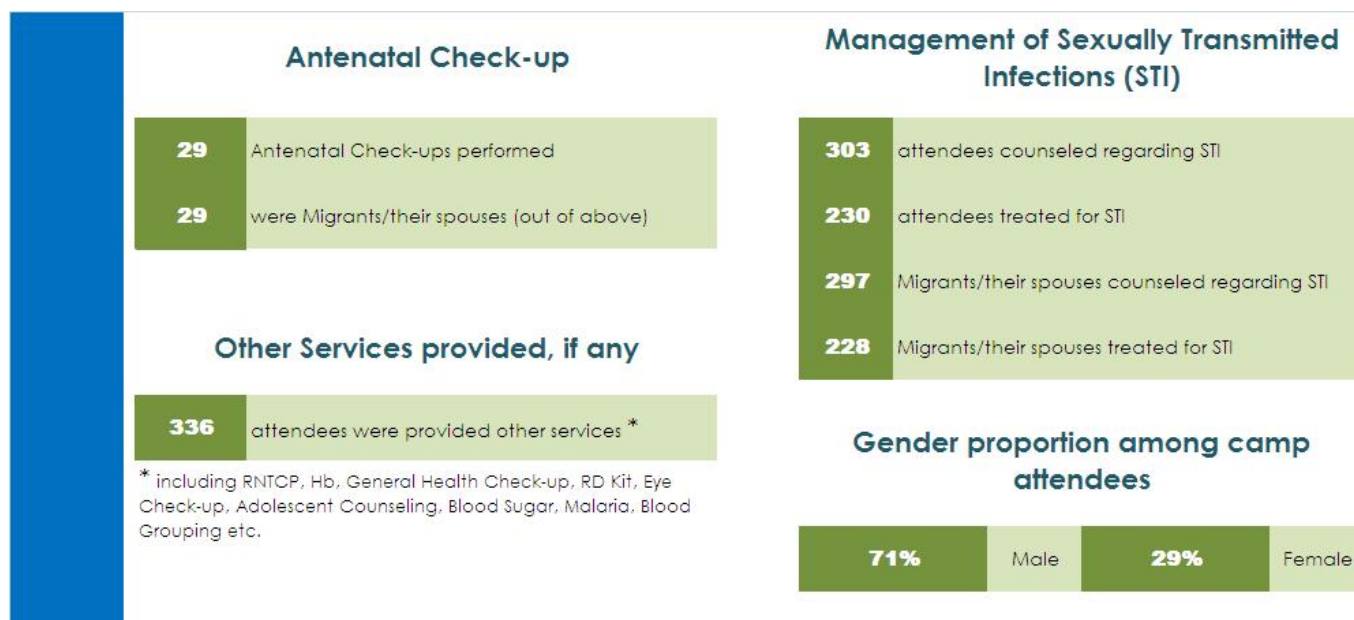 Antenatal Check-up
29 Antenatal Check-ups performed
29 were Migrants/their spouses (out of above)
Other Services provided, if any
336 attendees were provided other services *
* including RNTCP, Hb, General Health Check-up, RD Kit, Eye
Check-up, Adolescent Counseling, Blood Sugar, Malaria, Blood
Grouping etc.
Management of Sexually Transmitted
Infections (STI)
303 attendees counseled regarding STI
230 attendees treated for STI
297 Migrants/their spouses counseled regarding STI
228 Migrants/their spouses treated for STI
Gender proportion among camp
attendees
71% Male 29% Female